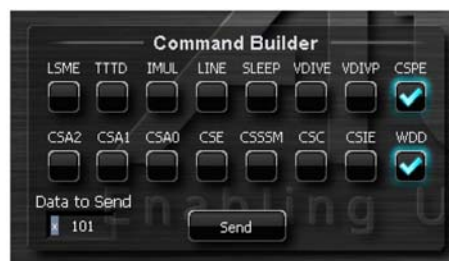 Command Builder
LSME TTTD IMUL LINE SLEEP VDIVE VDIVP CSPE
CSA2 CSA1 CSA0 CSE CSSSM CSC CSIE WDD
Data to Send
x 101 Send
nabling U